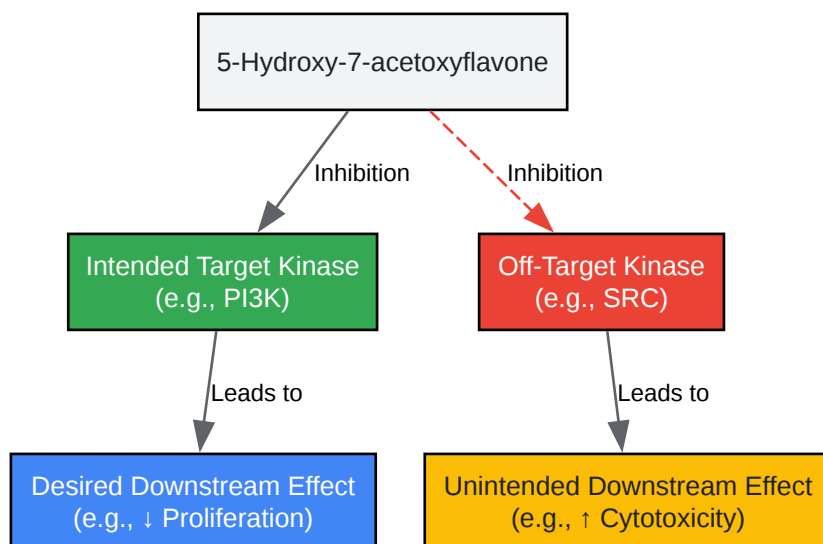 5-Hydroxy-7-acetoxyflavone
Inhibition
Inhibition
Intended Target Kinase
(e.g., PI3K)
Off-Target Kinase
(e.g., SRC)
Leads to
Leads to
Desired Downstream Effect
(e.g., ↓ Proliferation)
Unintended Downstream Effect
(e.g., ↑ Cytotoxicity)